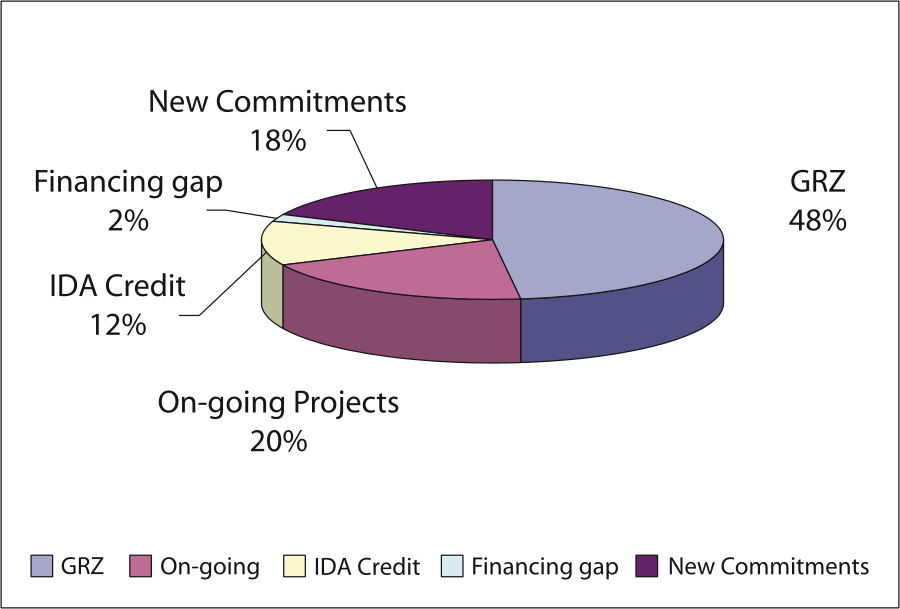 New Commitments
18%
Financing gap
2%
GRZ
48%
IDA Credit
12%
On-going Projects
20%
GRZ On-going IDA Credit Financing gap New Commitments